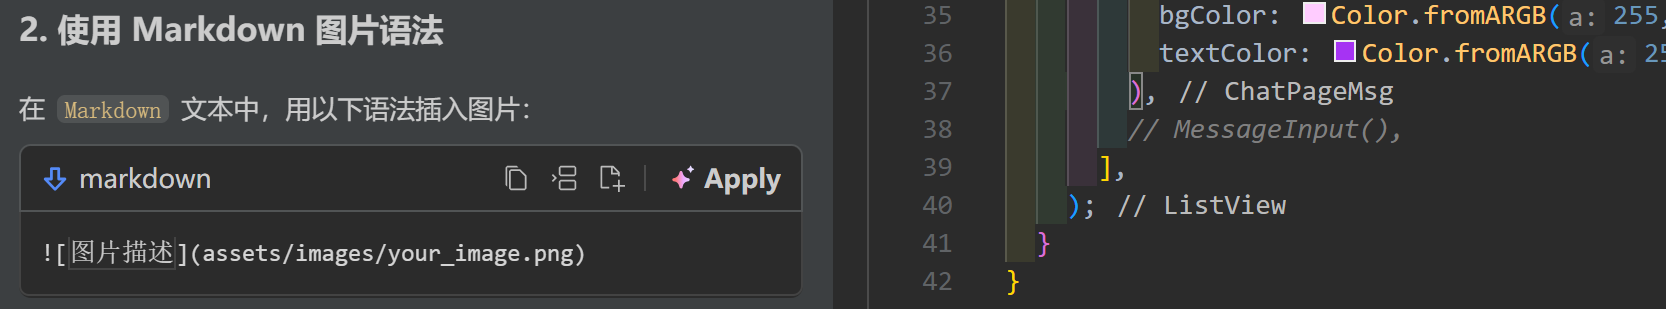 2. 使用 Markdown 图片语法
在 Markdown 文本中，用以下语法插入图片：
markdown
Apply
![图片描述](assets/images/your_image.png)
35 bgColor: Color.fromARGB(a: 255,
36 textColor: Color.fromARGB(a: 25
37 ), // ChatPageMsg
38 // MessageInput(),
39 ],
40 ); // ListView
41 }
42 }